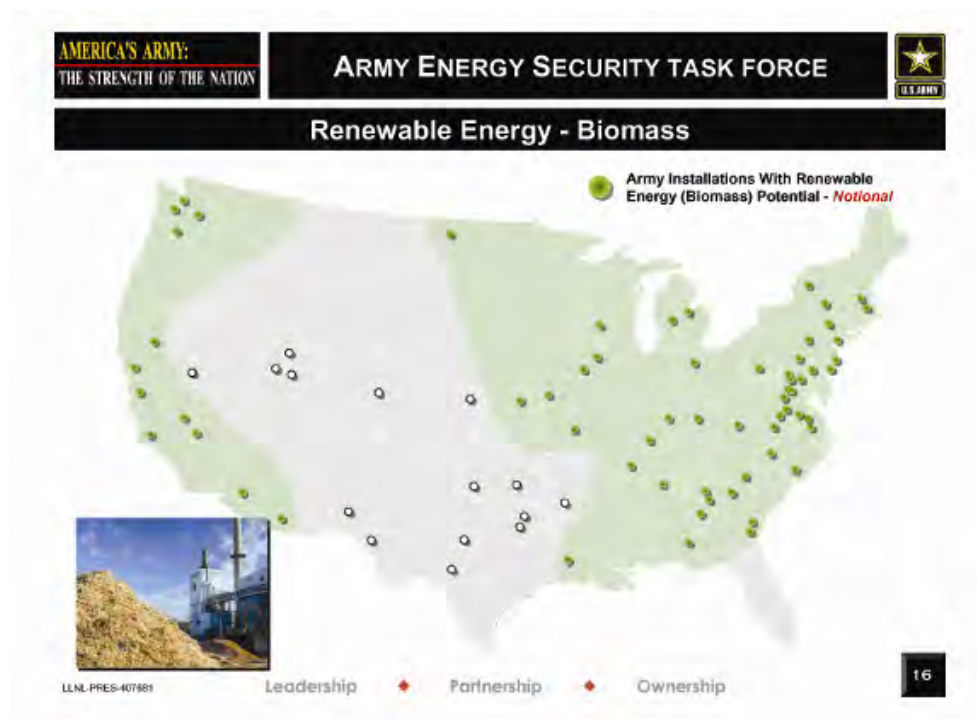 AMERICA'S ARMY:
THE STRENGTH OF THE NATION
ARMY ENERGY SECURITY TASK FORCE
U.S.ARMY
Renewable Energy - Biomass
Army Installations With Renewable
Energy (Biomass) Potential - Notional
LLNL-PRES-407681
Leadership Partnership Ownership
16